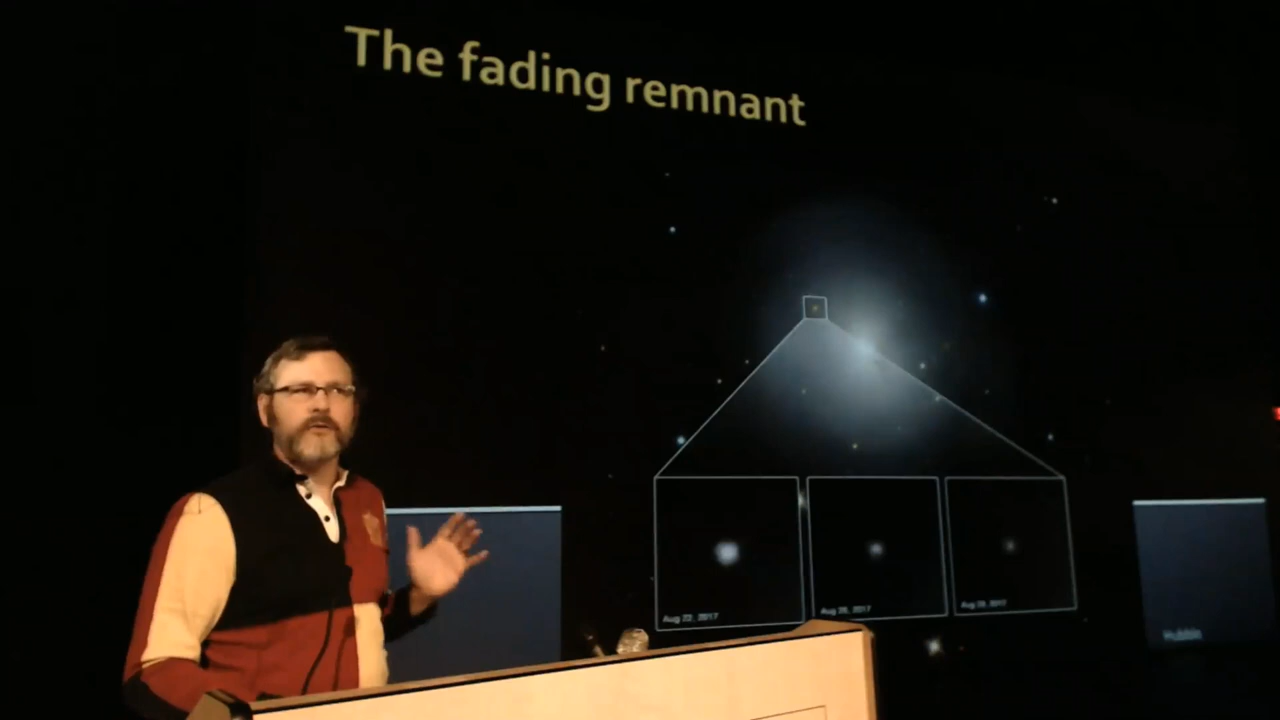 The fading remnant
Aug 22, 2017
Aug 26, 2017
Aug 28, 2017
Hubble